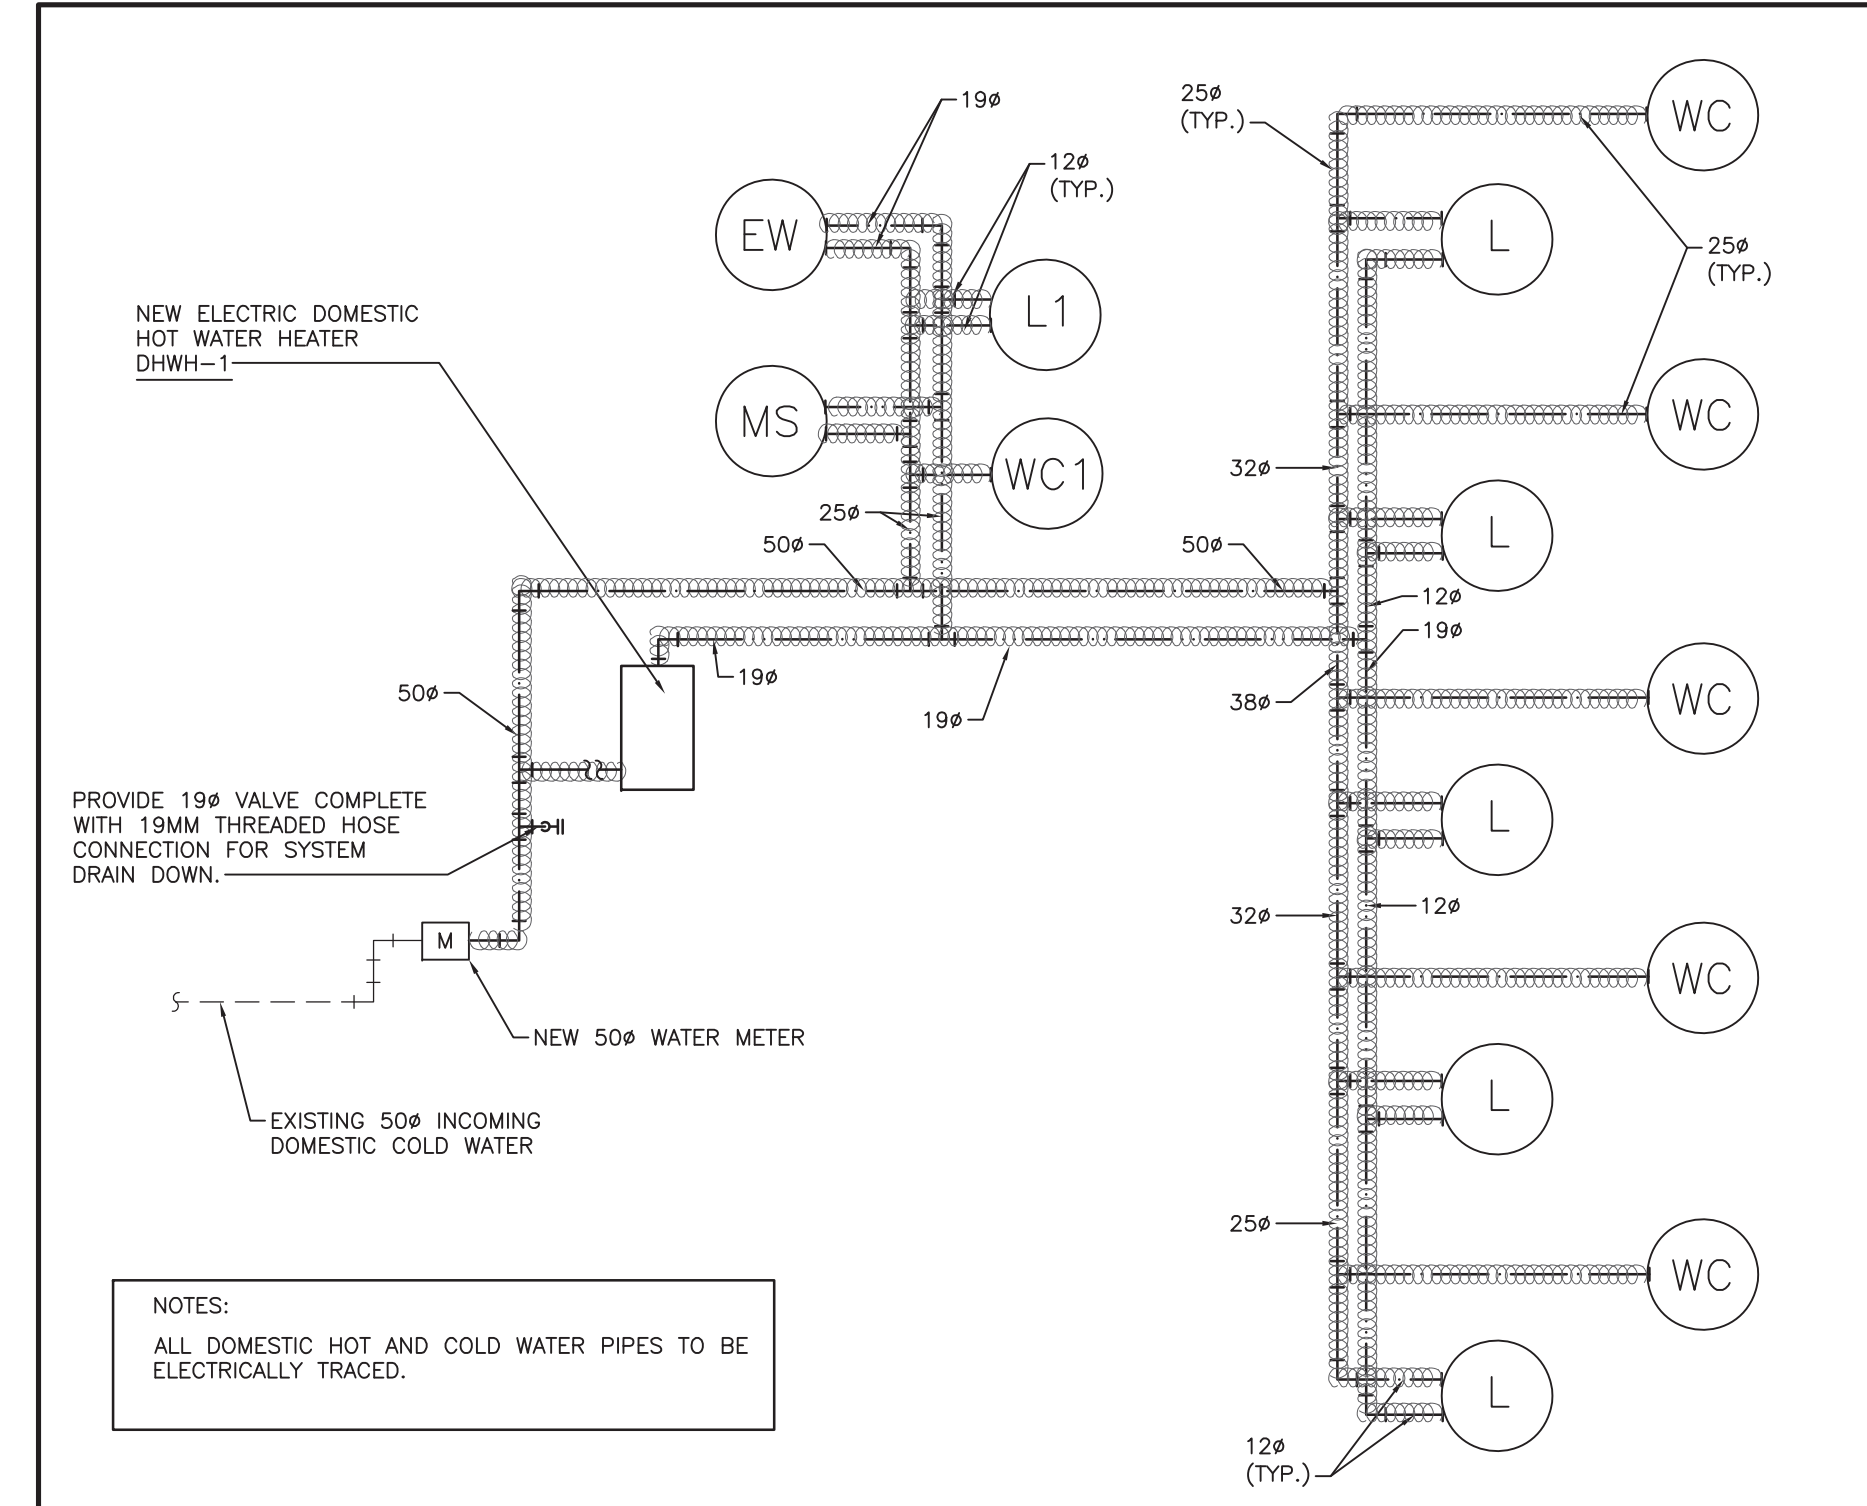 19ø
25ø
(TYP.)
WC
12ø
(TYP.)
EW
L
25ø
(TYP.)
L1
NEW ELECTRIC DOMESTIC
HOT WATER HEATER
DHWH-1
MS
WC
32ø
WC1
25ø
50ø
50ø
L
12ø
19ø
19ø
50ø
38ø
WC
19ø
PROVIDE 19ø VALVE COMPLETE
WITH 19MM THREADED HOSE
CONNECTION FOR SYSTEM
DRAIN DOWN.
L
32ø
12ø
M
WC
NEW 50ø WATER METER
EXISTING 50ø INCOMING
DOMESTIC COLD WATER
L
25ø
WC
NOTES:
ALL DOMESTIC HOT AND COLD WATER PIPES TO BE
ELECTRICALLY TRACED.
L
12ø
(TYP.)